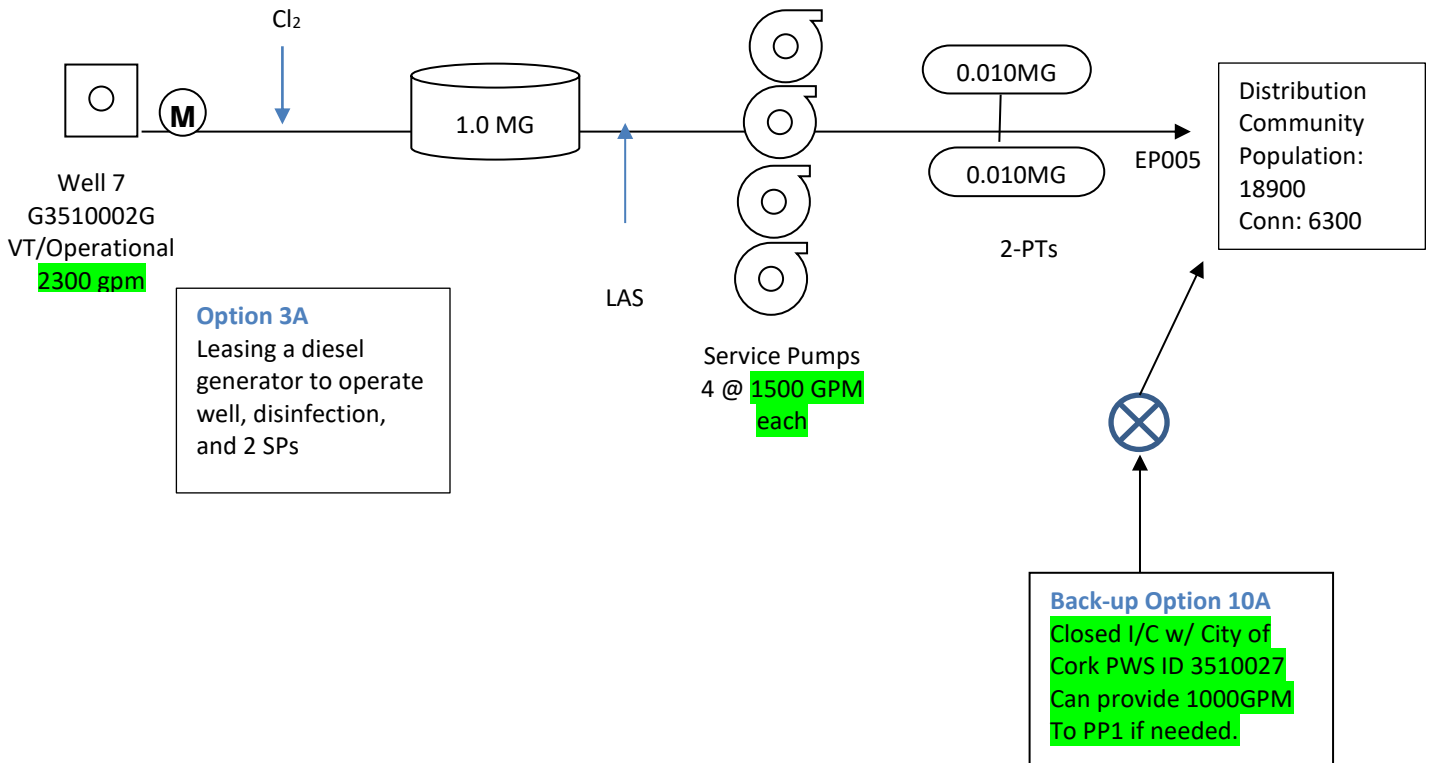 Cl₂
M
1.0 MG
0.010MG
0.010MG
EP005
Distribution
Community
Population:
18900
Conn: 6300
Well 7
G3510002G
VT/Operational
2300 gpm
LAS
2-PTs
Service Pumps
4 @ 1500 GPM
each
Option 3A
Leasing a diesel
generator to operate
well, disinfection,
and 2 SPs
Back-up Option 10A
Closed I/C w/ City of
Cork PWS ID 3510027
Can provide 1000GPM
To PP1 if needed.